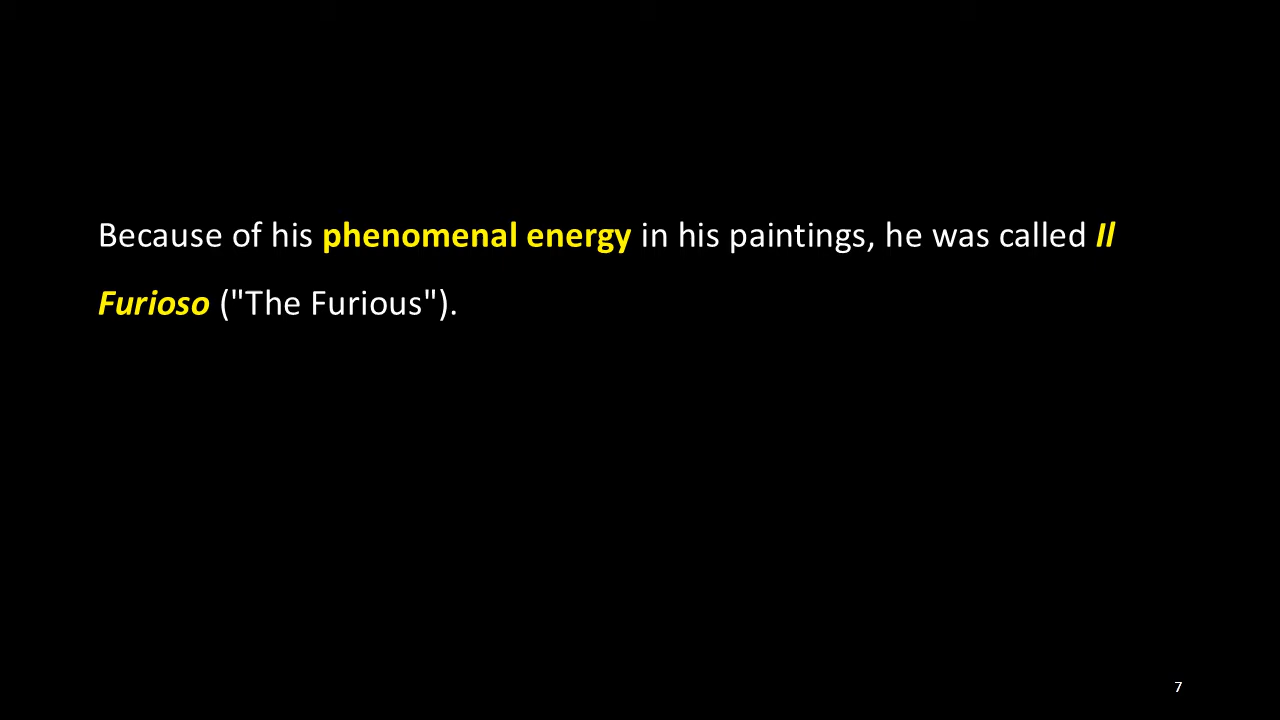 Because of his phenomenal energy in his paintings, he was called Il
Furioso ("The Furious").
7